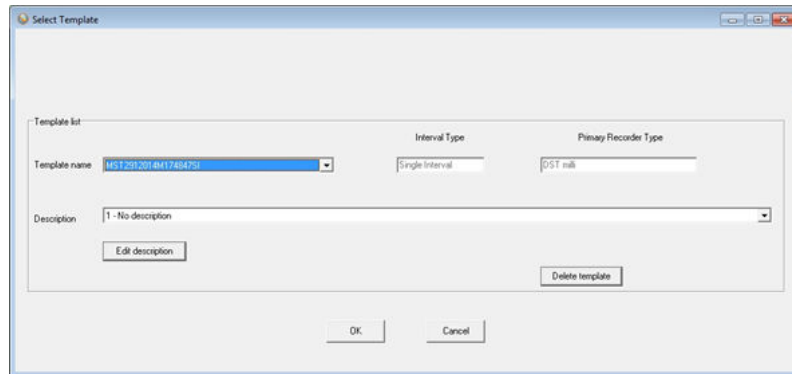 Select Template
Template list
Interval Type Primary Recorder Type
Template name MST2912014M174847SI Single Interval DST milli
Description 1 - No description
Edit description
Delete template
OK Cancel